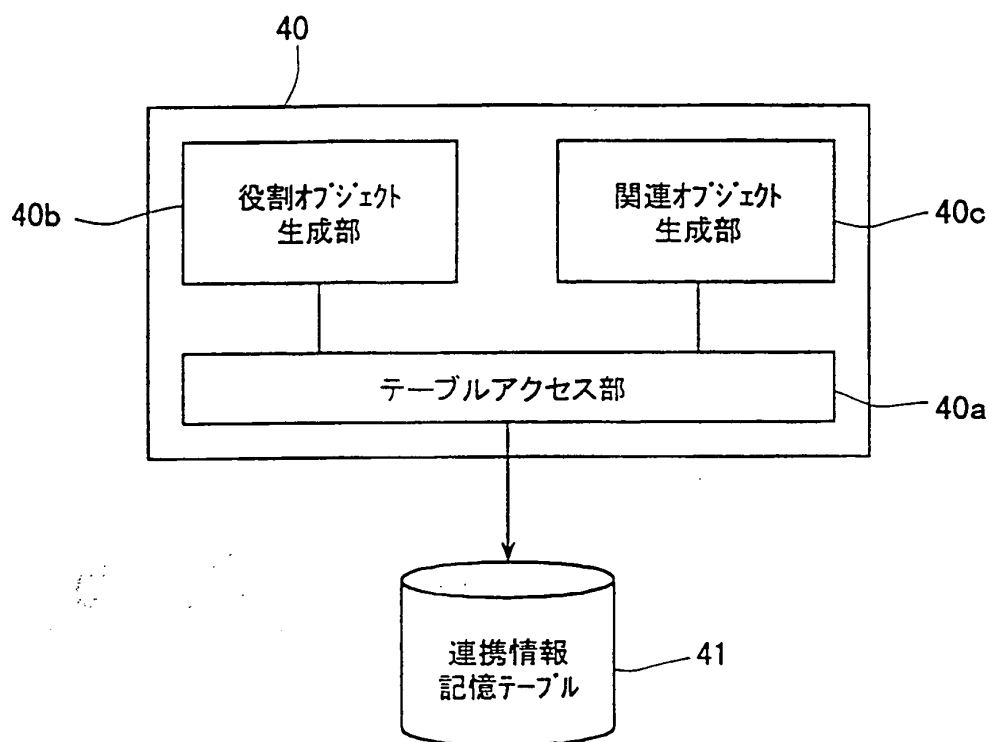 40
役割オブジェクト
生成部
関連オブジェクト
生成部
40b
40c
テーブルアクセス部
40a
連携情報
記憶テーブル
41